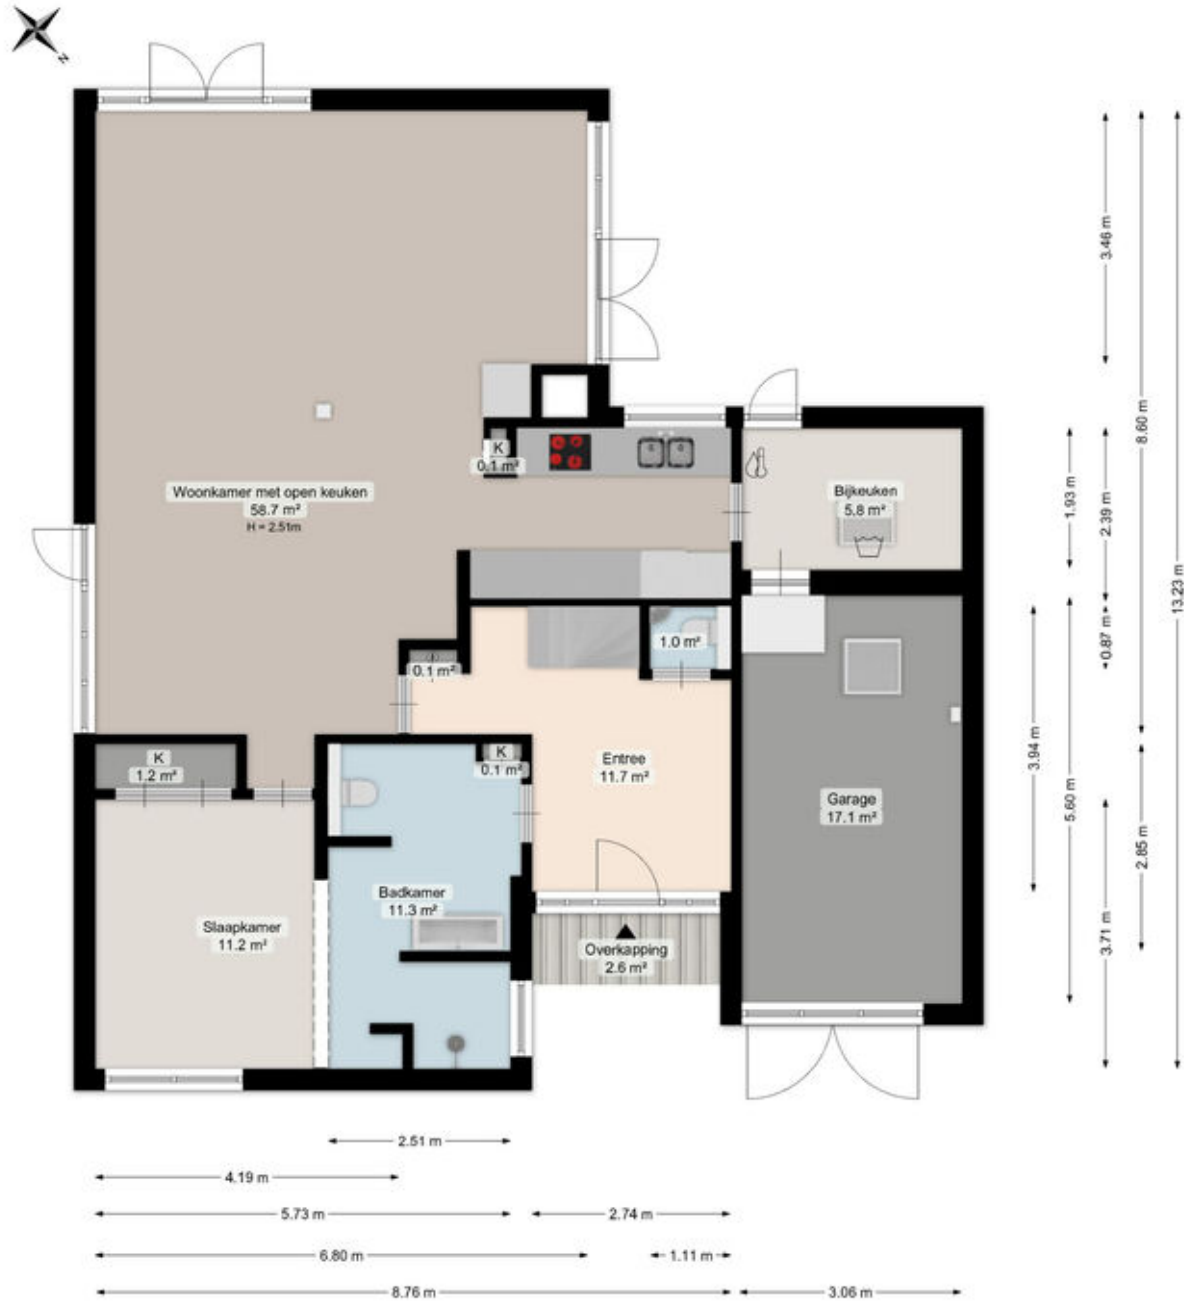 N
3.46 m
8.60 m
13.23 m
K
0.1 m²
Woonkamer met open keuken
58.7 m²
H = 2.51m
Bijkeuken
5.8 m²
1.93 m
2.39 m
1.0 m²
0.87 m
0.1 m²
K
1.2 m²
K
0.1 m²
Entree
11.7 m²
3.94 m
5.60 m
Garage
17.1 m²
2.85 m
Badkamer
11.3 m²
Slaapkamer
11.2 m²
Overkapping
2.6 m²
3.71 m
2.51 m
4.19 m
5.73 m
2.74 m
6.80 m
1.11 m
8.76 m
3.06 m